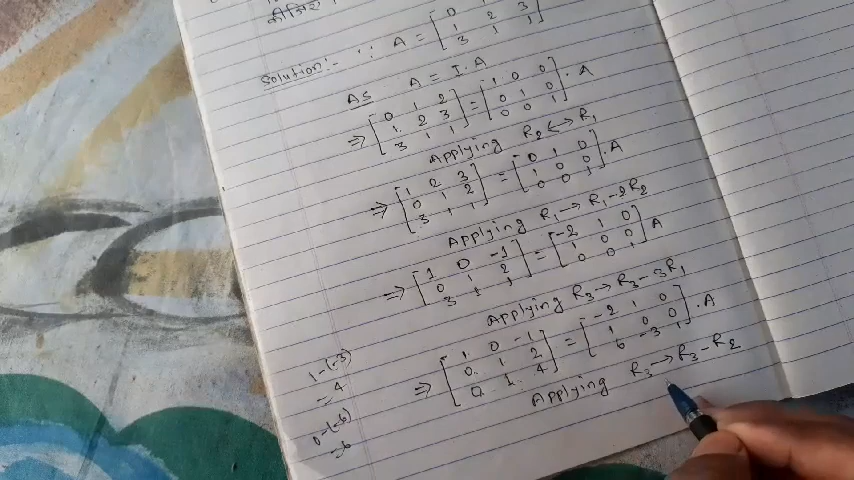 कीजिए।
Solution:- ∵ A = [0 1 2; 1 2 3; 3 1 1]
As A = I.A
⇒ [0 1 2; 1 2 3; 3 1 1] = [1 0 0; 0 1 0; 0 0 1] . A
Applying R2 ↔ R1
⇒ [1 2 3; 0 1 2; 3 1 1] = [0 1 0; 1 0 0; 0 0 1] . A
Applying R1 → R1 - 2R2
⇒ [1 0 -1; 0 1 2; 3 1 1] = [-2 1 0; 1 0 0; 0 0 1] A
Applying R3 → R3 - 3R1
⇒ [1 0 -1; 0 1 2; 0 1 4] = [-2 1 0; 1 0 0; 6 -3 1] . A
Applying R3 → R3 - R2
1-(-3)
= 4
0-(-6)
= 6